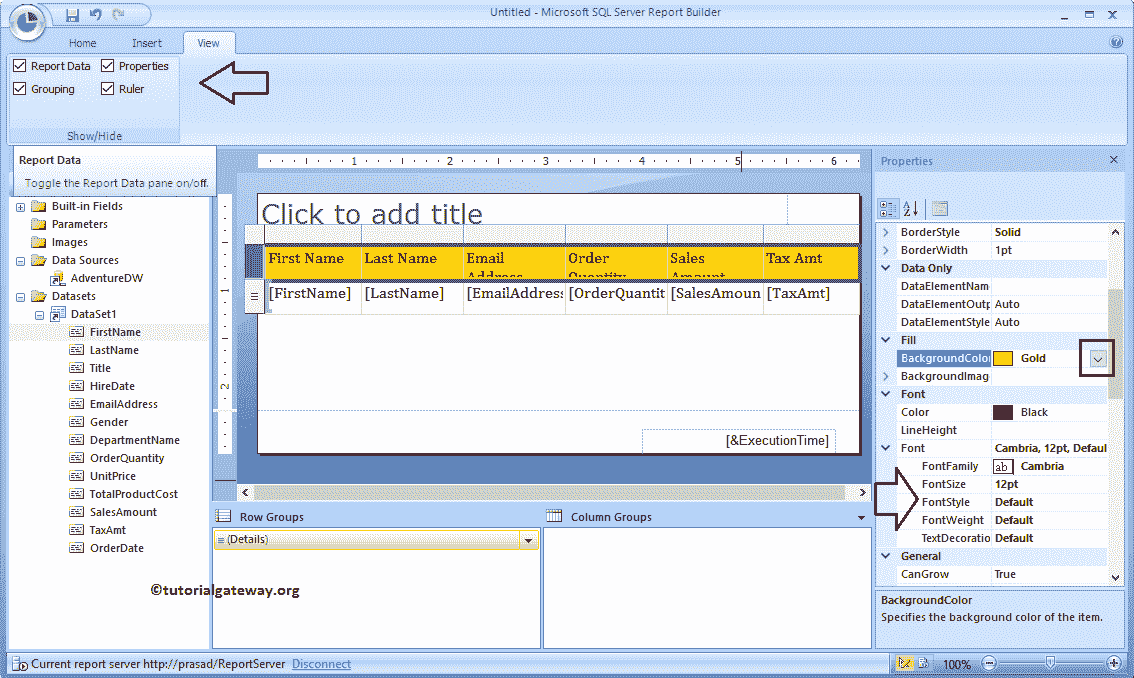 Untitled - Microsoft SQL Server Report Builder
Home Insert View
Report Data Properties
Grouping Ruler
Show/Hide
Report Data
Toggle the Report Data pane on/off.
Built-in Fields
Parameters
Images
Data Sources
AdventureDW
Datasets
DataSet1
FirstName
LastName
Title
HireDate
EmailAddress
Gender
DepartmentName
OrderQuantity
UnitPrice
TotalProductCost
SalesAmount
TaxAmt
OrderDate
1 2 3 4 5 6
1
2
Click to add title
First Name Last Name Email Address Order Quantity Sales Amount Tax Amt
[FirstName] [LastName] [EmailAddress [OrderQuantit [SalesAmoun [TaxAmt]
[&ExecutionTime]
Row Groups
(Details)
Column Groups
©tutorialgateway.org
Properties
BorderStyle Solid
BorderWidth 1pt
Data Only
DataElementNam
DataElementOutp Auto
DataElementStyle Auto
Fill
BackgroundColor Gold
BackgroundImag
Font
Color Black
LineHeight
Font Cambria, 12pt, Defaul
FontFamily ab Cambria
FontSize 12pt
FontStyle Default
FontWeight Default
TextDecoratio Default
General
CanGrow True
BackgroundColor
Specifies the background color of the item.
Current report server http://prasad/ReportServer Disconnect
100%